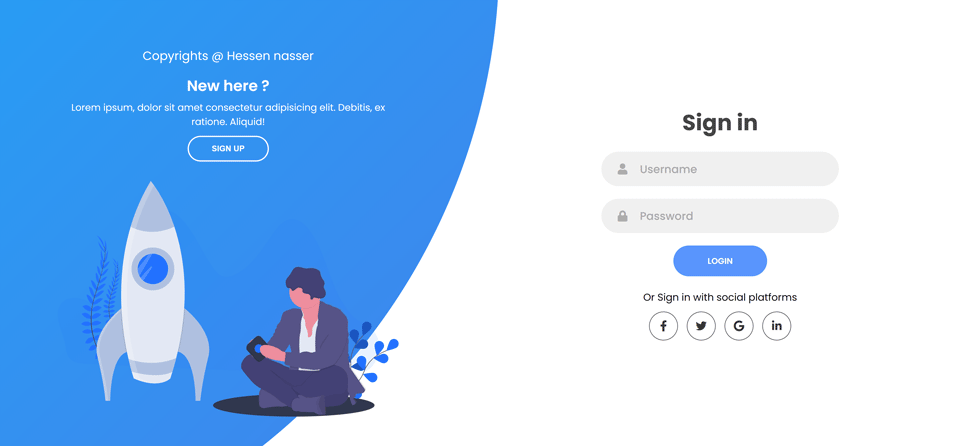 Copyrights @ Hessen nasser
New here ?
Lorem ipsum, dolor sit amet consectetur adipisicing elit. Debitis, ex
ratione. Aliquid!
SIGN UP
Sign in
Username
Password
LOGIN
Or Sign in with social platforms